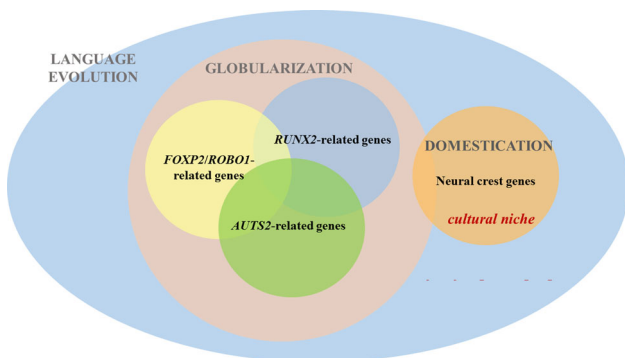 LANGUAGE
EVOLUTION
GLOBULARIZATION
RUNX2-related genes
FOXP2/ROBO1-
related genes
AUTS2-related genes
DOMESTICATION
Neural crest genes
cultural niche